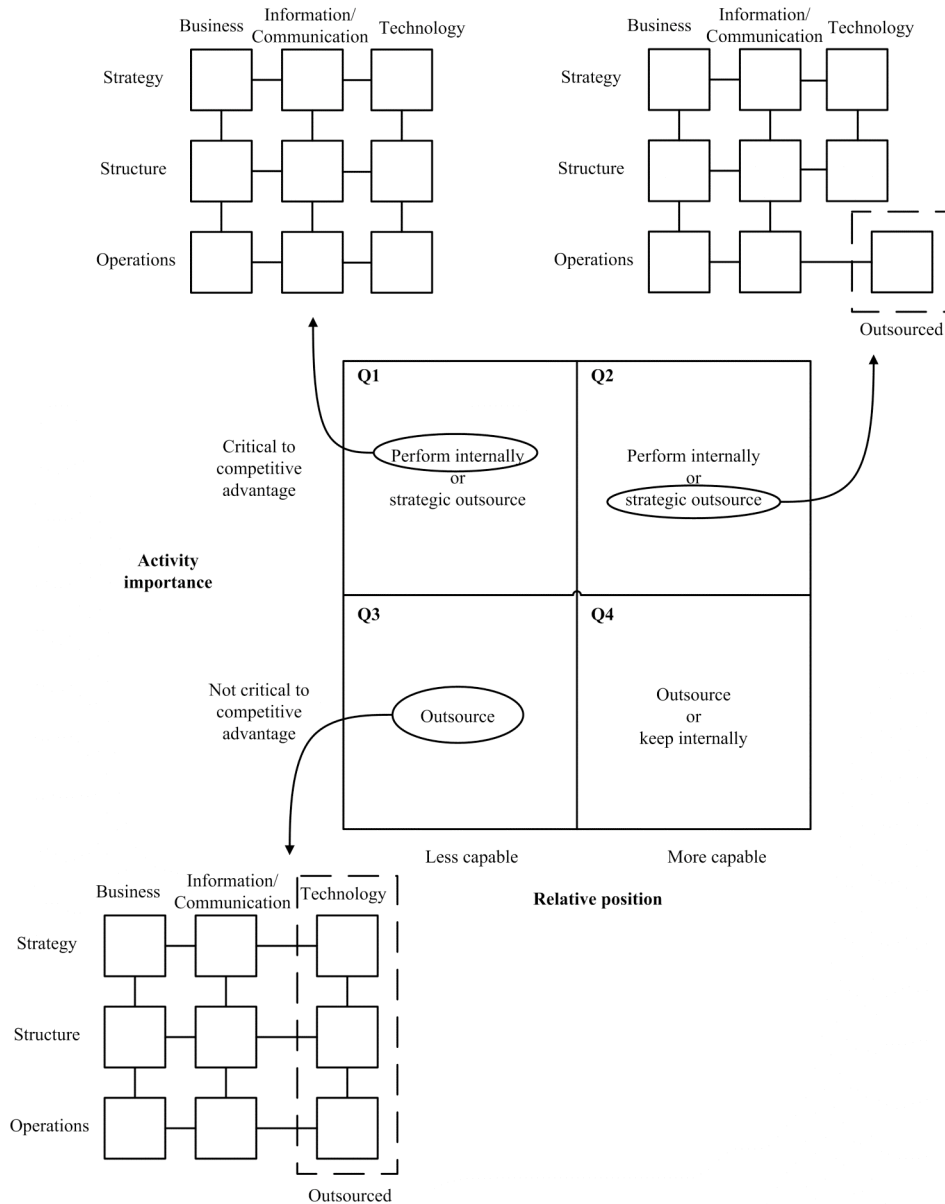 Business
Information/
Communication
Technology
Strategy
Structure
Operations
Business
Information/
Communication
Technology
Strategy
Structure
Operations
Outsourced
Q1
Perform internally
or
strategic outsource
Q2
Perform internally
or
strategic outsource
Critical to
competitive
advantage
Activity
importance
Q3
Outsource
Q4
Outsource
or
keep internally
Not critical to
competitive
advantage
Less capable
More capable
Relative position
Business
Information/
Communication
Technology
Strategy
Structure
Operations
Outsourced